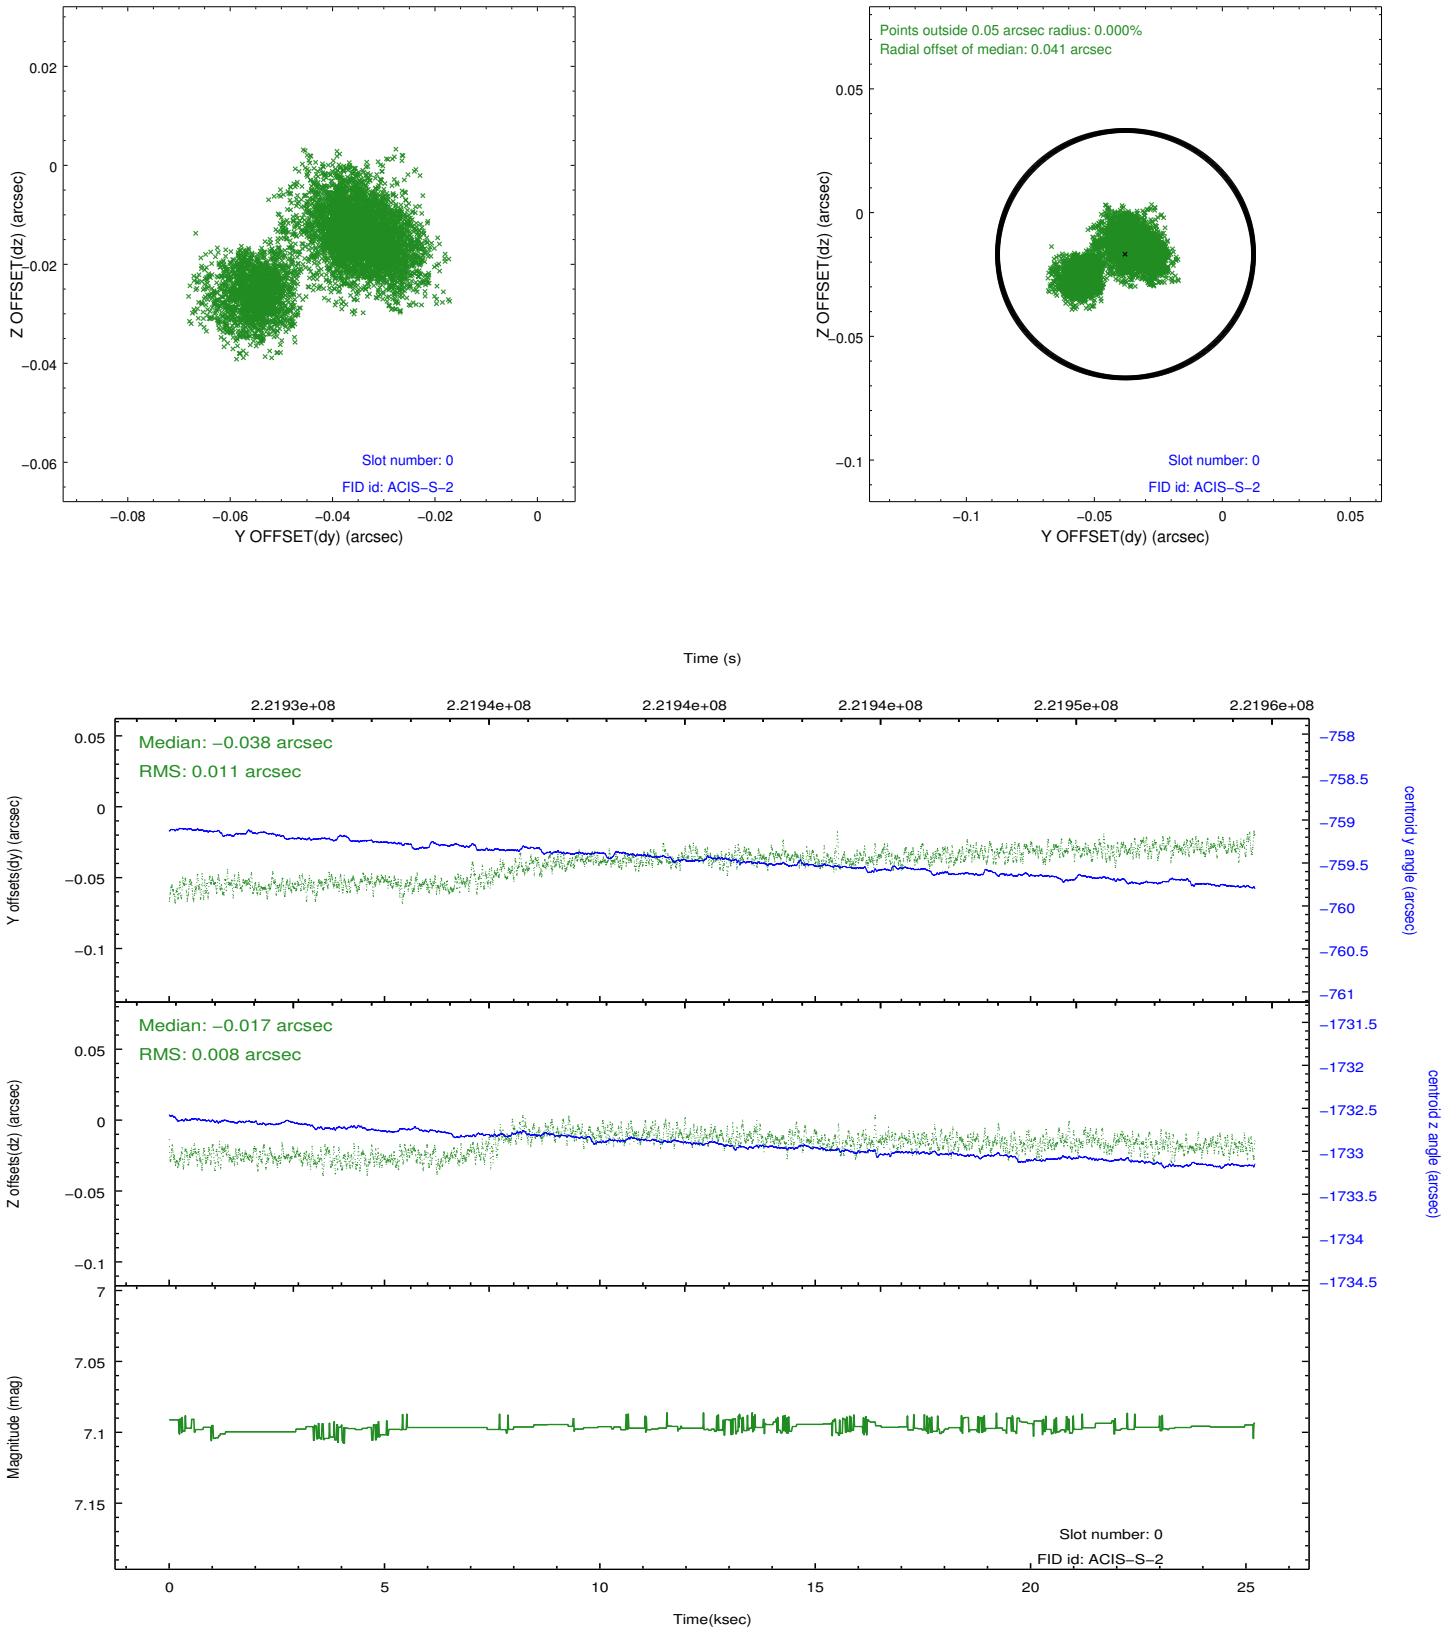 0.02
0
−0.02
−0.04
−0.06
Z OFFSET(dz) (arcsec)
Slot number: 0
FID id: ACIS−S−2
−0.08 −0.06 −0.04 −0.02 0
Y OFFSET(dy) (arcsec)
Points outside 0.05 arcsec radius: 0.000%
Radial offset of median: 0.041 arcsec
0.05
0
−0.05
−0.1
Z OFFSET(dz) (arcsec)
Slot number: 0
FID id: ACIS−S−2
−0.1 −0.05 0 0.05
Y OFFSET(dy) (arcsec)
Time (s)
2.2193e+08 2.2194e+08 2.2194e+08 2.2194e+08 2.2195e+08 2.2196e+08
Median: −0.038 arcsec
RMS: 0.011 arcsec
0.05
0
−0.05
−0.1
Y offsets(dy) (arcsec)
−758
−758.5
−759
−759.5
−760
−760.5
−761
centroid y angle (arcsec)
Median: −0.017 arcsec
RMS: 0.008 arcsec
0.05
0
−0.05
−0.1
Z offsets(dz) (arcsec)
−1731.5
−1732
−1732.5
−1733
−1733.5
−1734
−1734.5
centroid z angle (arcsec)
7
7.05
7.1
7.15
Magnitude (mag)
Slot number: 0
FID id: ACIS−S−2
0 5 10 15 20 25
Time(ksec)